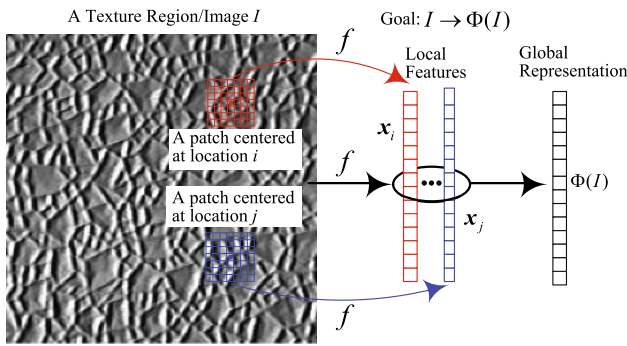 A Texture Region/Image I
Goal: I → Φ(I)
f
Local
Features
Global
Representation
x_i
A patch centered
at location i
f
Φ(I)
A patch centered
at location j
x_j
f